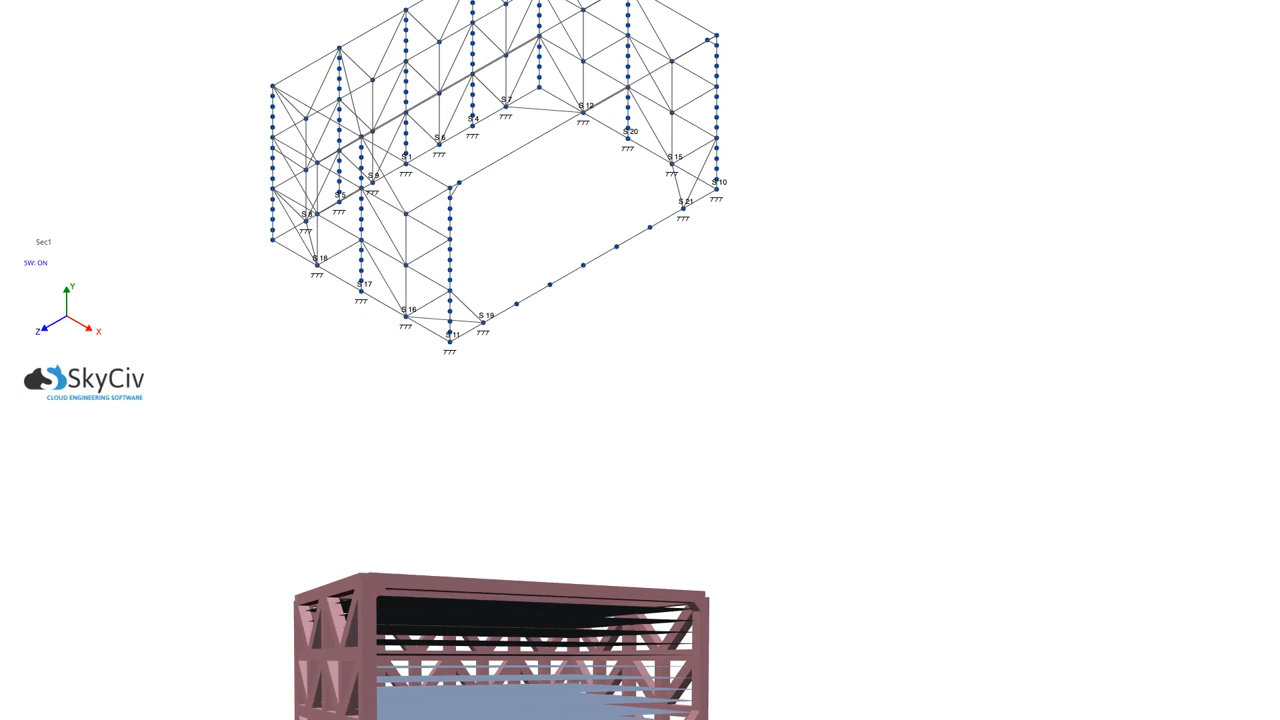 S 7
S 12
S 4
S 20
S 6
S 1
S 15
S 9
S 10
S 5
S 21
S 8
Sec1
S 18
SW: ON
S 17
Y
S 16
S 19
Z
X
S 11
SkyCiv
CLOUD ENGINEERING SOFTWARE